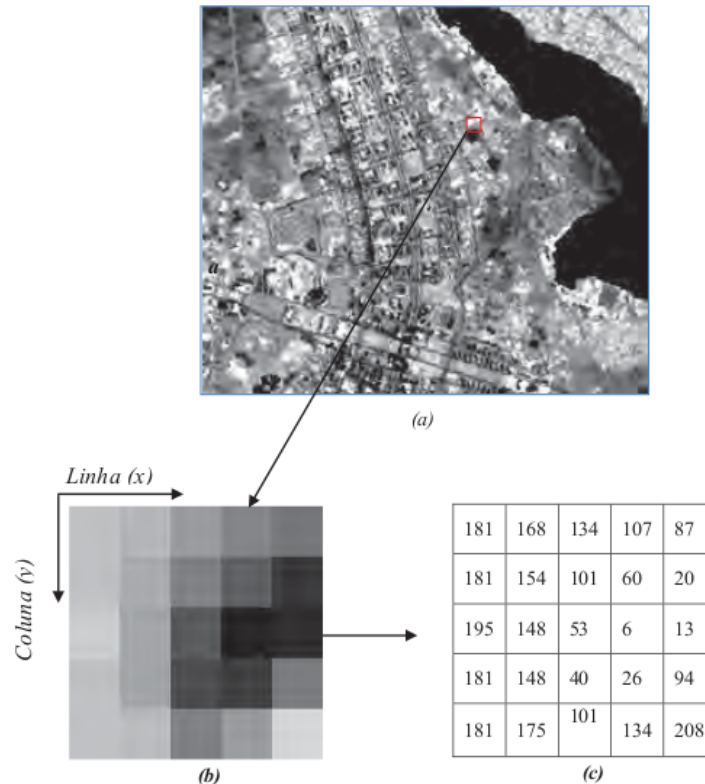 a
(a)
Linha (x)
Coluna (y)
181 168 134 107 87
181 154 101 60 20
195 148 53 6 13
181 148 40 26 94
181 175 101 134 208
(b)
(c)